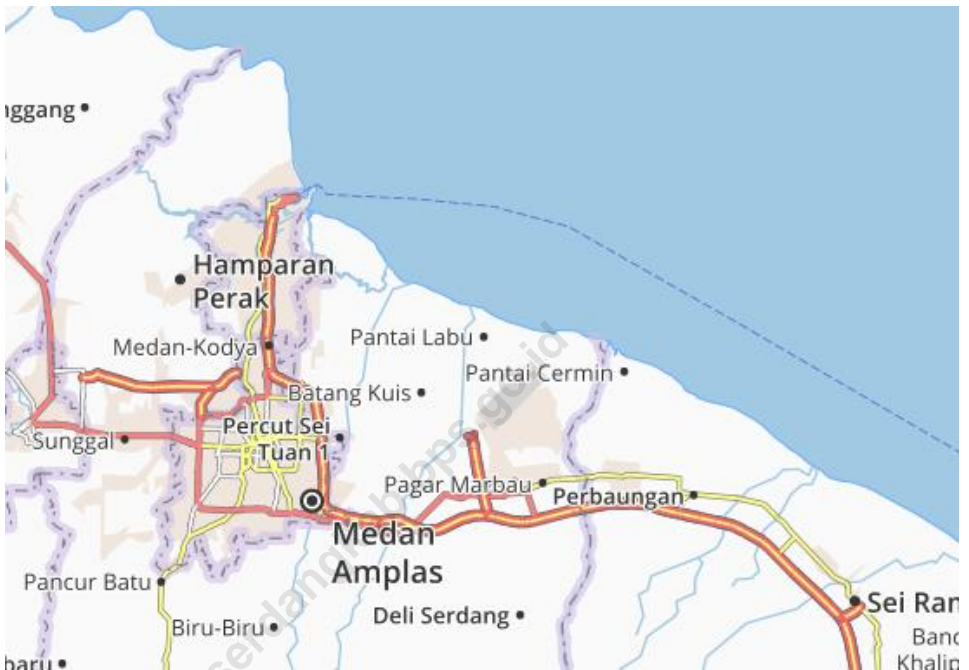 nggang
Hamparan
Perak
Medan-Kodya
Pantai Labu
Pantai Cermin
Batang Kuis
Percut Sei
Tuan 1
Sunggal
Pagar Marbau
Perbaungan
Medan
Amplas
Pancur Batu
Deli Serdang
Sei Ran
Biru-Biru
Band
Khalip
baru